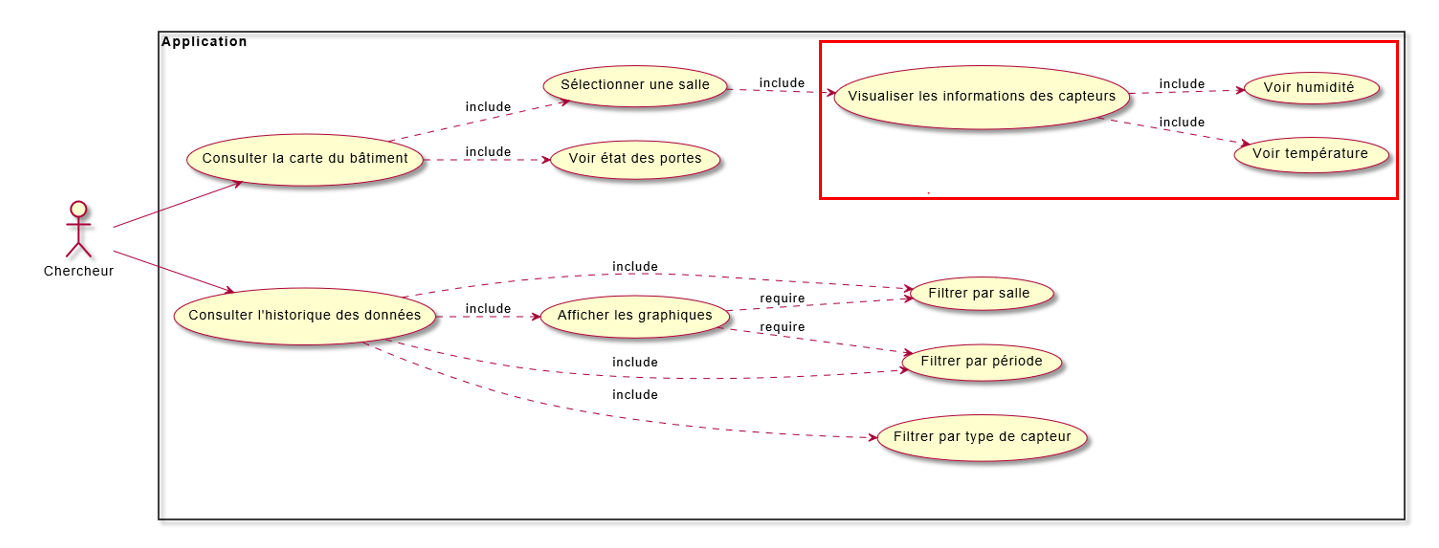 Application
Sélectionner une salle
include
Visualiser les informations des capteurs
include
Voir humidité
include
include
Voir température
Consulter la carte du bâtiment
include
Voir état des portes
Chercheur
include
Filtrer par salle
require
Consulter l'historique des données
include
Afficher les graphiques
require
include
Filtrer par période
include
Filtrer par type de capteur